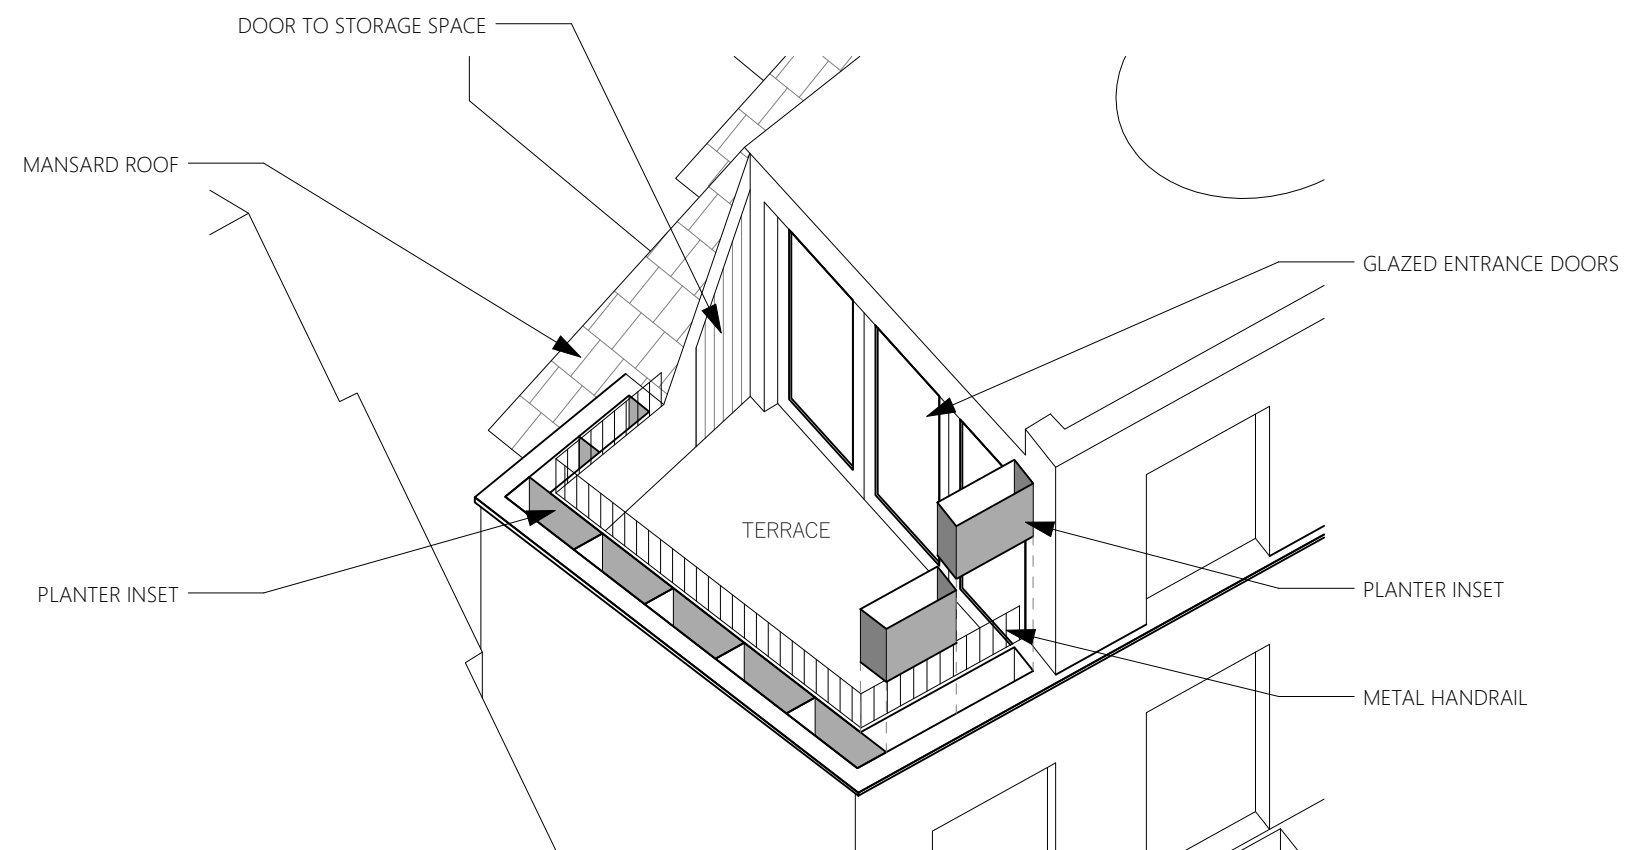 DOOR TO STORAGE SPACE
MANSARD ROOF
GLAZED ENTRANCE DOORS
TERRACE
PLANTER INSET
PLANTER INSET
METAL HANDRAIL